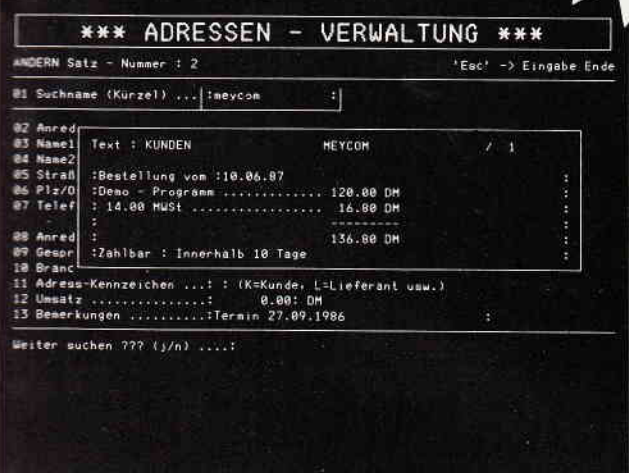 *** ADRESSEN - VERWALTUNG ***
ANDERN Satz - Nummer : 2 'Esc' -> Eingabe Ende
01 Suchname (Kürzel) ... :meycom :
02 Anred
03 Name1 Text : KUNDEN MEYCOM / 1
04 Name2
05 Straß :Bestellung vom :10.06.87 :
06 Plz/O :Demo - Programm ............. 120.00 DM :
07 Telef : 14.00 MWSt ................. 16.80 DM :
: --------- :
08 Anred : 136.80 DM :
09 Gespr :Zahlbar : Innerhalb 10 Tage :
10 Branc
11 Adress-Kennzeichen ...: : (K=Kunde, L=Lieferant usw.)
12 Umsatz ...............: 0.00: DM
13 Bemerkungen ..........:Termin 27.09.1986 :
Weiter suchen ??? (j/n) ....: